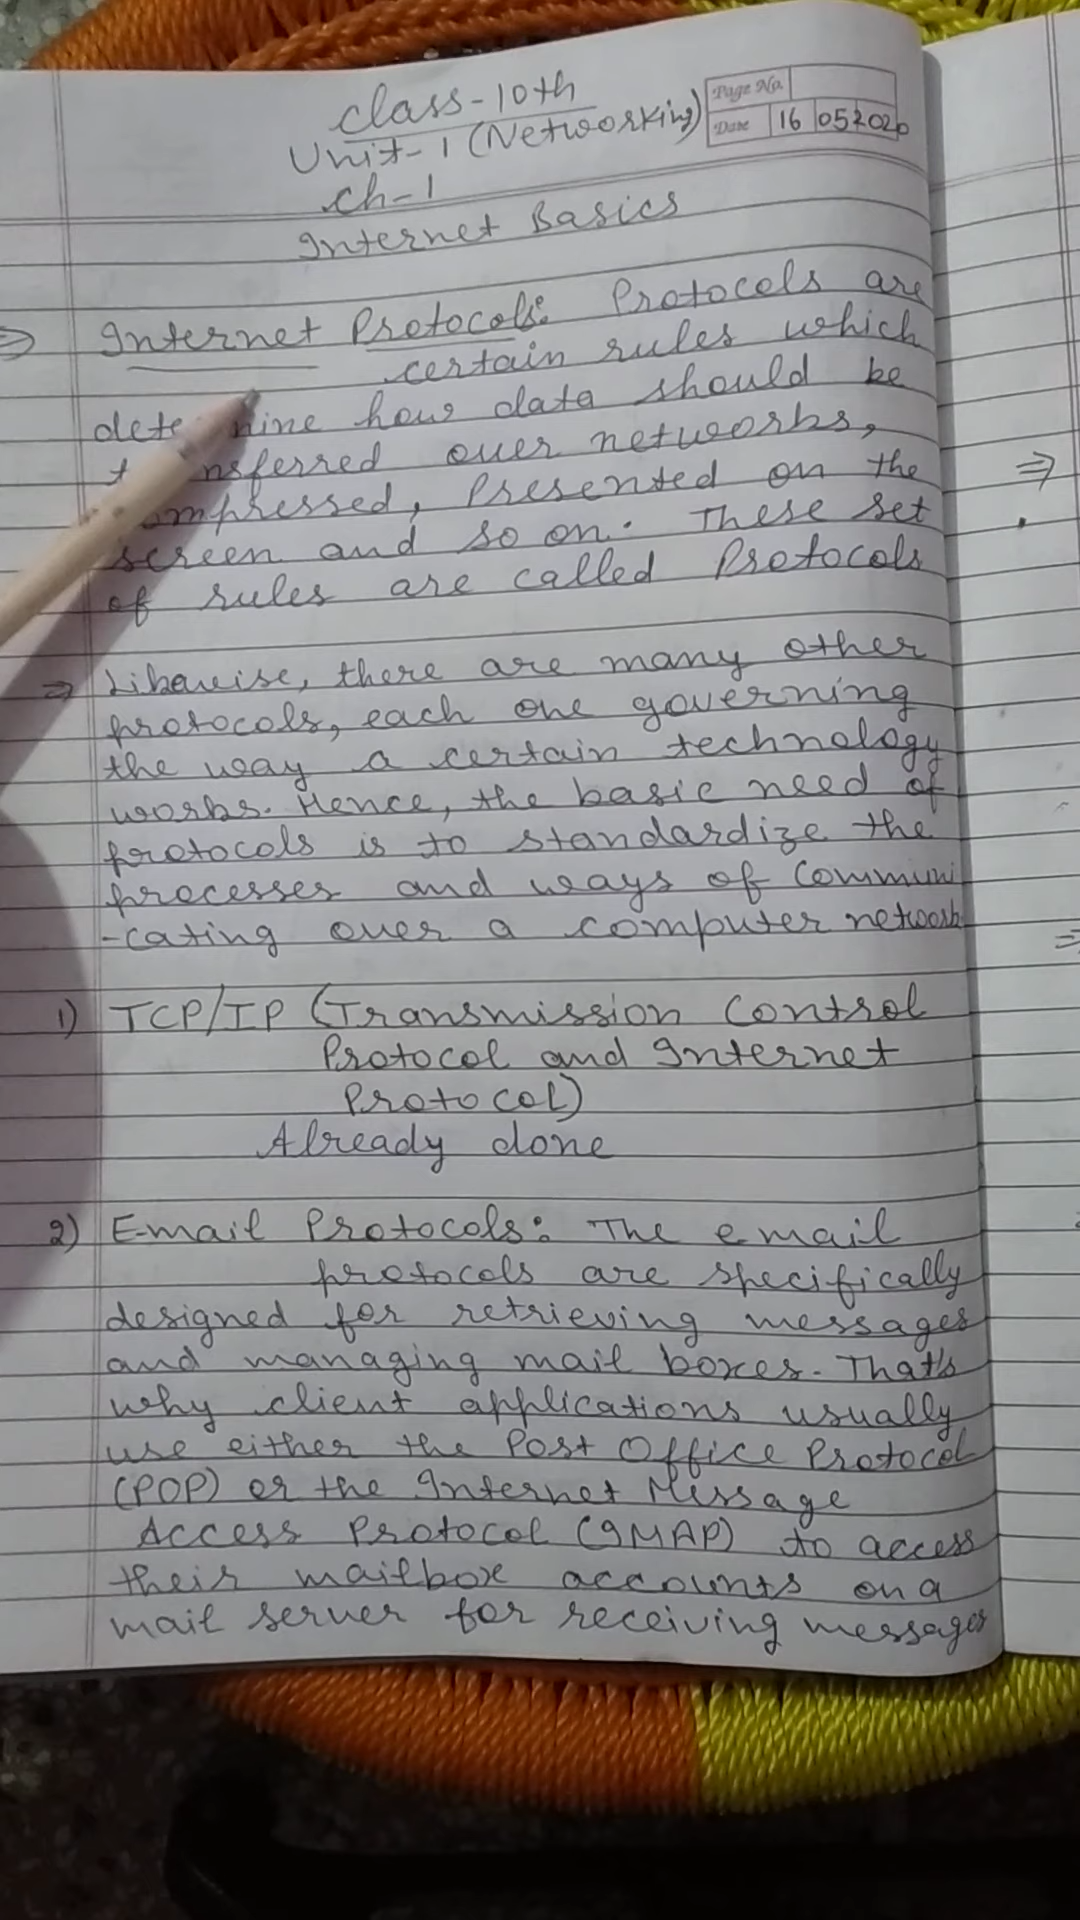 Class-10th
Unit-1 (Networking)
Page No.
Date 16 05 2020
Ch-1
Internet Basics
⇒ Internet Protocols: Protocols are
certain rules which
determine how data should be
transferred over networks,
compressed, Presented on the
screen and so on. These set
of rules are called Protocols
⇒ Likewise, there are many other
protocols, each one governing
the way a certain technology
works. Hence, the basic need of
protocols is to standardize the
processes and ways of communi
-cating over a computer network
1) TCP/IP (Transmission Control
Protocol and Internet
Protocol)
Already done
2) E-mail Protocols: The email
protocols are specifically
designed for retrieving messages
and managing mail boxes. That's
why client applications usually
use either the Post Office Protocol
(POP) or the Internet Message
Access Protocol (IMAP) to access
their mailbox accounts on a
mail server for receiving messages